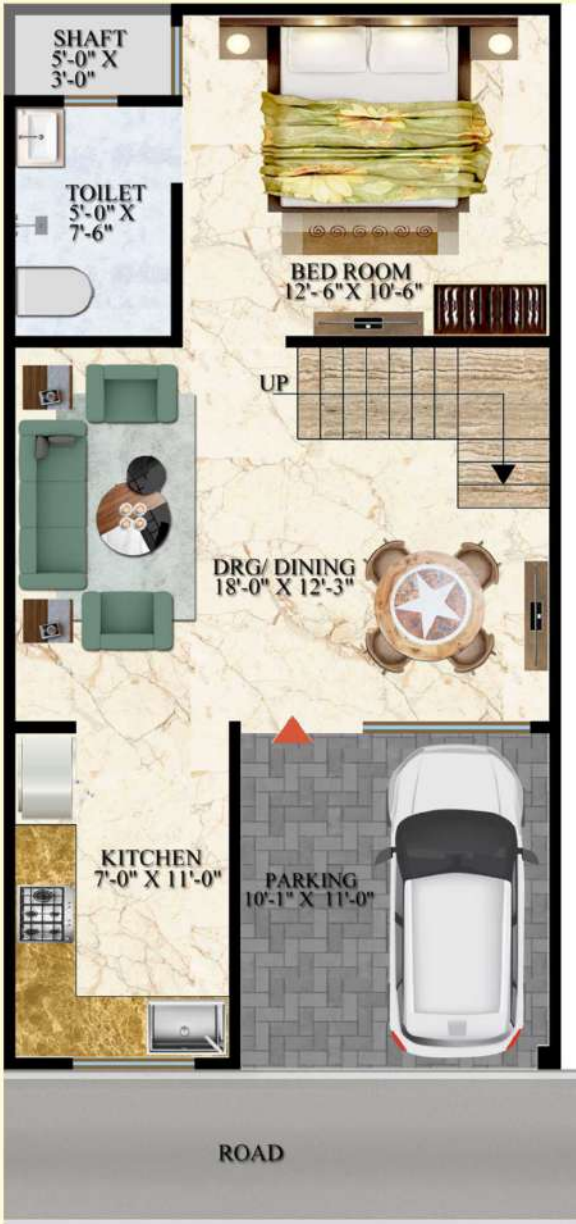 SHAFT
5'-0" X
3'-0"
TOILET
5'-0" X
7'-6"
BED ROOM
12'- 6"X 10'-6"
UP
DRG/ DINING
18'-0" X 12'-3"
KITCHEN
7'-0" X 11'-0"
PARKING
10'-1" X 11'-0"
ROAD